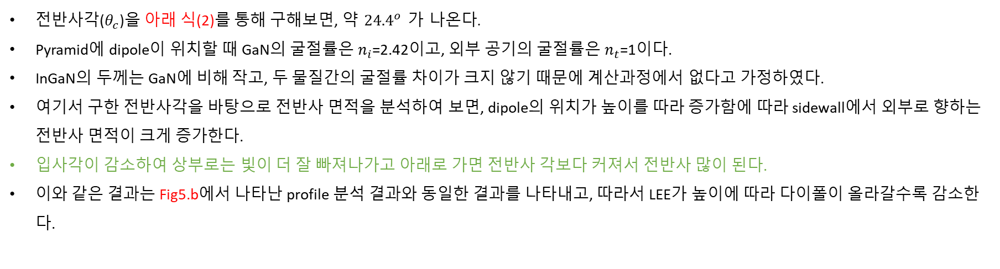 • 전반사각(𝜃𝑐)을 아래 식(2)를 통해 구해보면, 약 24.4ᵒ 가 나온다.
• Pyramid에 dipole이 위치할 때 GaN의 굴절률은 𝑛𝑖=2.42이고, 외부 공기의 굴절률은 𝑛𝑡=1이다.
• InGaN의 두께는 GaN에 비해 작고, 두 물질간의 굴절률 차이가 크지 않기 때문에 계산과정에서 없다고 가정하였다.
• 여기서 구한 전반사각을 바탕으로 전반사 면적을 분석하여 보면, dipole의 위치가 높이를 따라 증가함에 따라 sidewall에서 외부로 향하는
전반사 면적이 크게 증가한다.
• 입사각이 감소하여 상부로는 빛이 더 잘 빠져나가고 아래로 가면 전반사 각보다 커져서 전반사 많이 된다.
• 이와 같은 결과는 Fig5.b에서 나타난 profile 분석 결과와 동일한 결과를 나타내고, 따라서 LEE가 높이에 따라 다이폴이 올라갈수록 감소한
다.